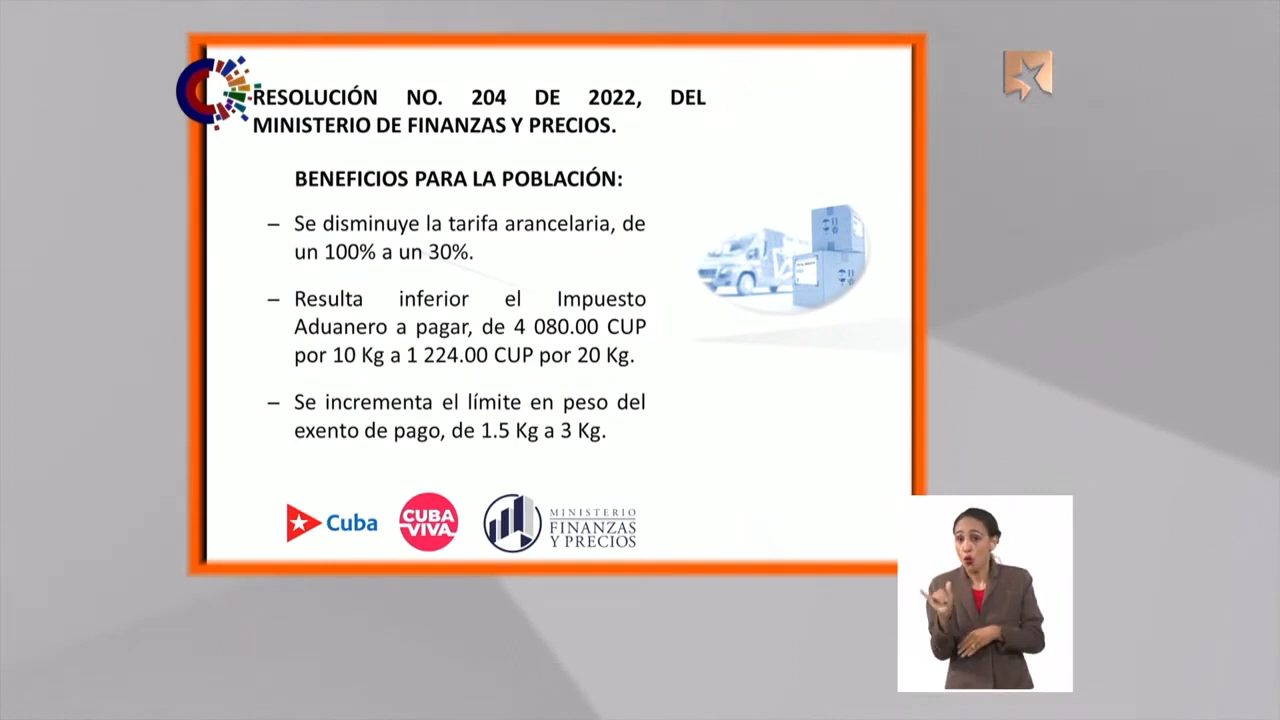 RESOLUCIÓN NO. 204 DE 2022, DEL
MINISTERIO DE FINANZAS Y PRECIOS.
BENEFICIOS PARA LA POBLACIÓN:
– Se disminuye la tarifa arancelaria, de
un 100% a un 30%.
– Resulta inferior el Impuesto
Aduanero a pagar, de 4 080.00 CUP
por 10 Kg a 1 224.00 CUP por 20 Kg.
– Se incrementa el límite en peso del
exento de pago, de 1.5 Kg a 3 Kg.
Cuba
CUBA
VIVA
MINISTERIO
FINANZAS
Y PRECIOS